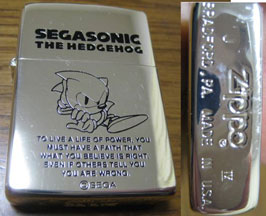 SEGASONIC
THE HEDGEHOG
TO LIVE A LIFE OF POWER, YOU
MUST HAVE A FAITH THAT
WHAT YOU BELIEVE IS RIGHT,
EVEN IF OTHERS TELL YOU
YOU ARE WRONG.
©SEGA
BRADFORD, PA. MADE IN U.S.A.
Zippo
®
IX